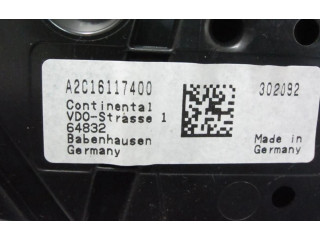 A2C16117400
302092
Continental
VDO-Strasse 1
64832
Babenhausen
Germany
Made in
Germany